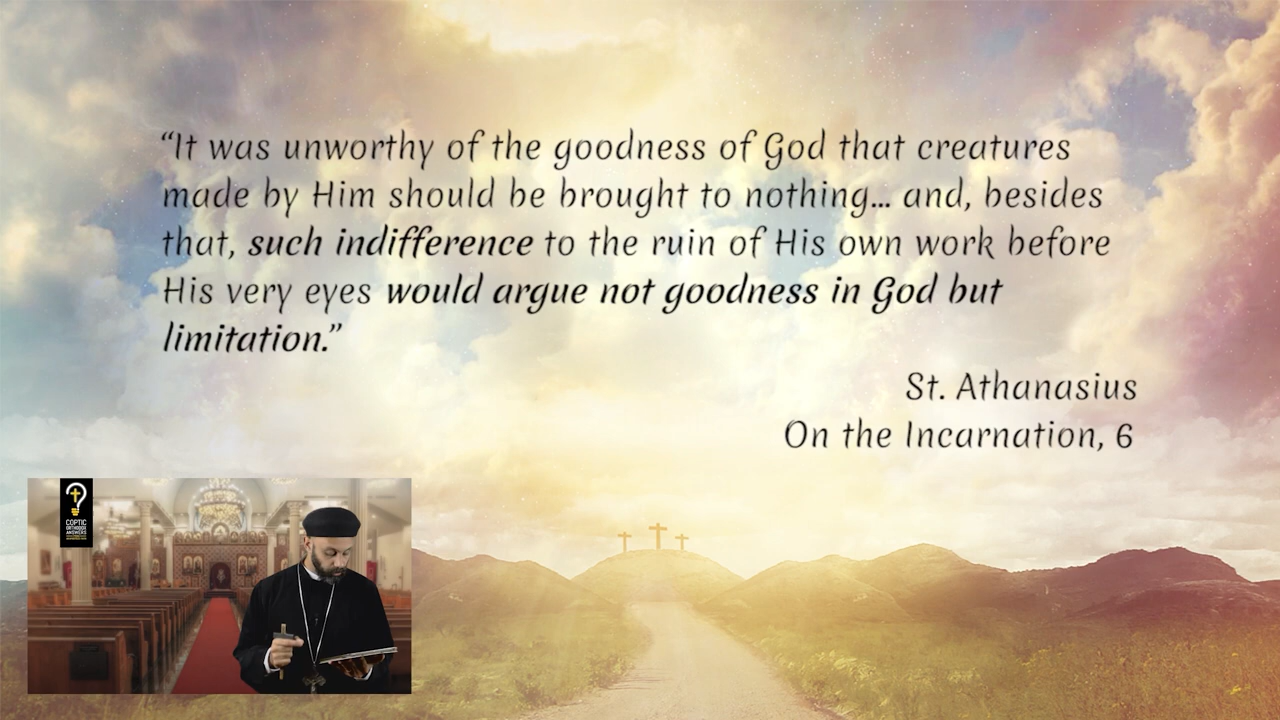 “It was unworthy of the goodness of God that creatures
made by Him should be brought to nothing... and, besides
that, such indifference to the ruin of His own work before
His very eyes would argue not goodness in God but
limitation.”
St. Athanasius
On the Incarnation, 6
COPTIC
ORTHODOX
ANSWERS